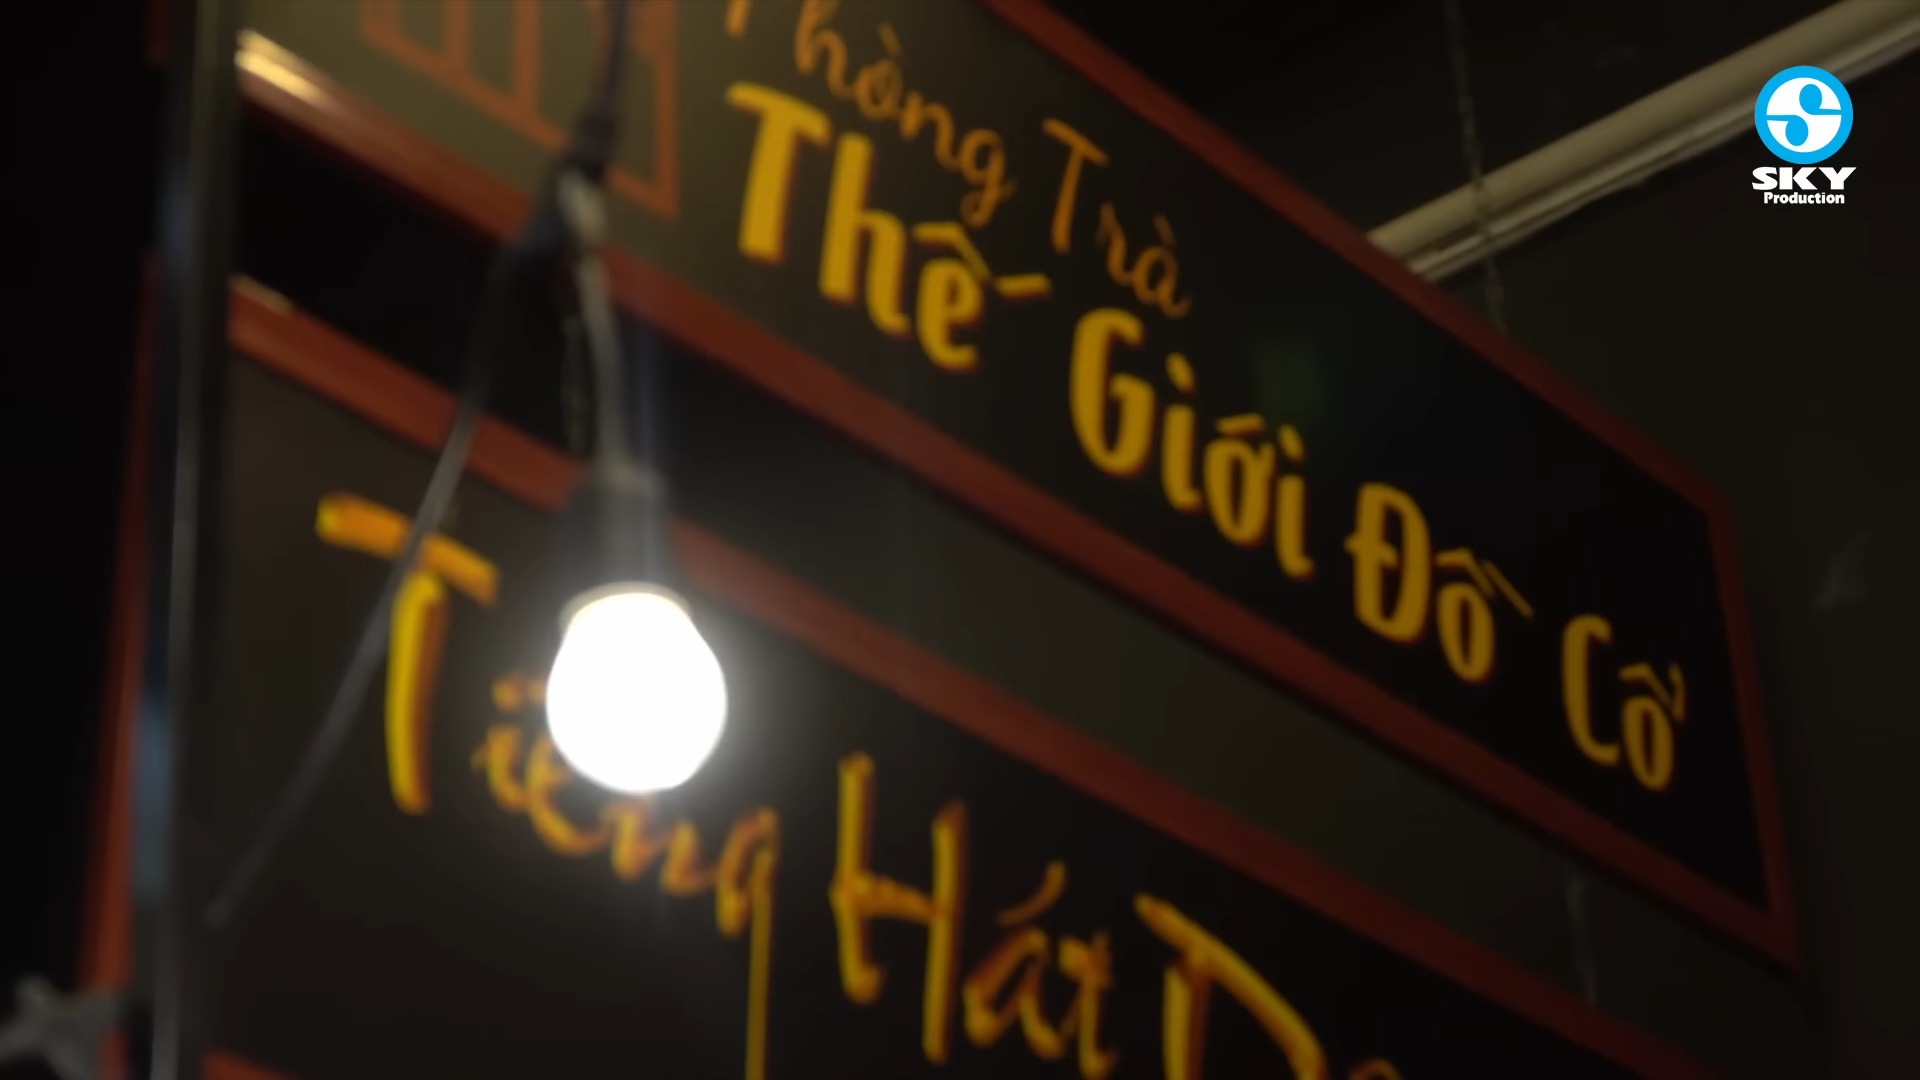 Phòng Trà
Thế Giới Đồ Cổ
Tiếng Hát
SKY
Production